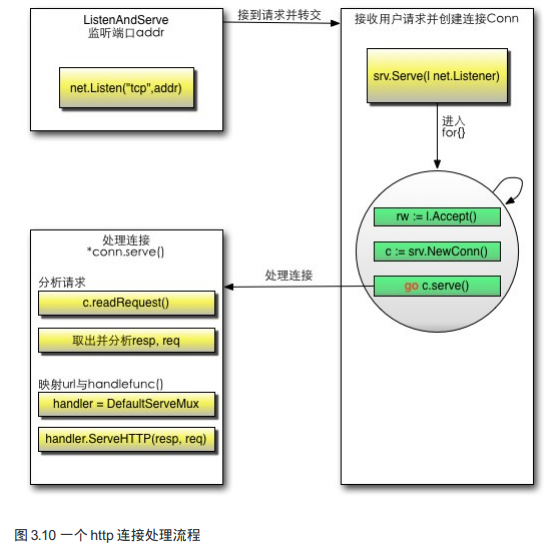 ListenAndServe
监听端口addr
net.Listen("tcp",addr)
接到请求并转交
接收用户请求并创建连接Conn
srv.Serve(l net.Listener)
进入
for{}
rw := l.Accept()
c := srv.NewConn()
go c.serve()
处理连接
处理连接
*conn.serve()
分析请求
c.readRequest()
取出并分析resp, req
映射url与handlefunc()
handler = DefaultServeMux
handler.ServeHTTP(resp, req)
图 3.10 一个 http 连接处理流程